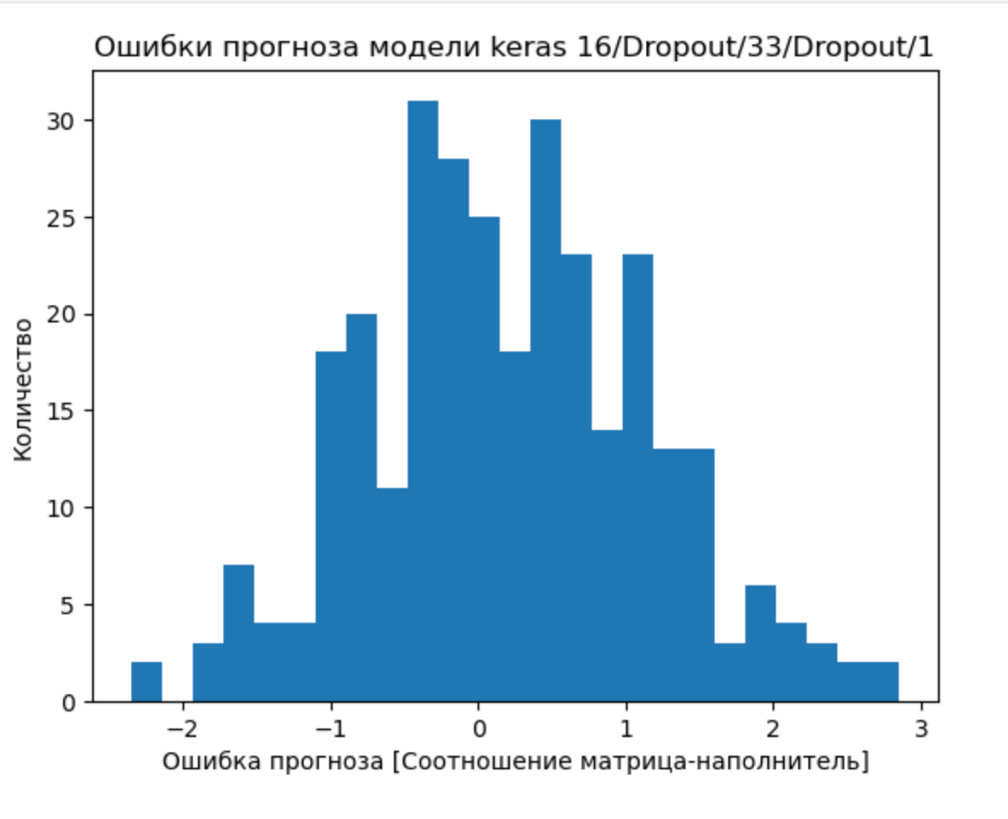 Ошибки прогноза модели keras 16/Dropout/33/Dropout/1
30
25
20
15
10
5
0
Количество
−2 −1 0 1 2 3
Ошибка прогноза [Соотношение матрица-наполнитель]